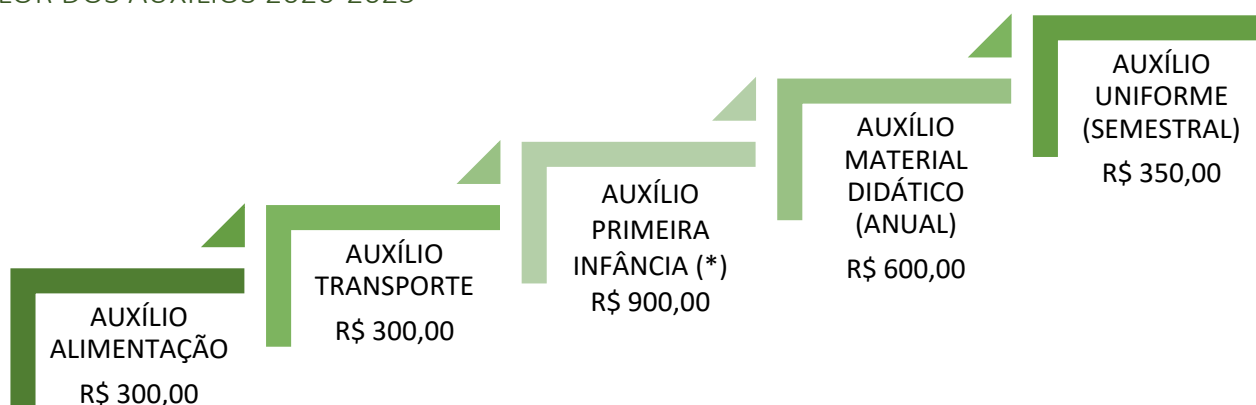 AUXÍLIO
ALIMENTAÇÃO
R$ 300,00
AUXÍLIO
TRANSPORTE
R$ 300,00
AUXÍLIO
PRIMEIRA
INFÂNCIA (*)
R$ 900,00
AUXÍLIO
MATERIAL
DIDÁTICO
(ANUAL)
R$ 600,00
AUXÍLIO
UNIFORME
(SEMESTRAL)
R$ 350,00